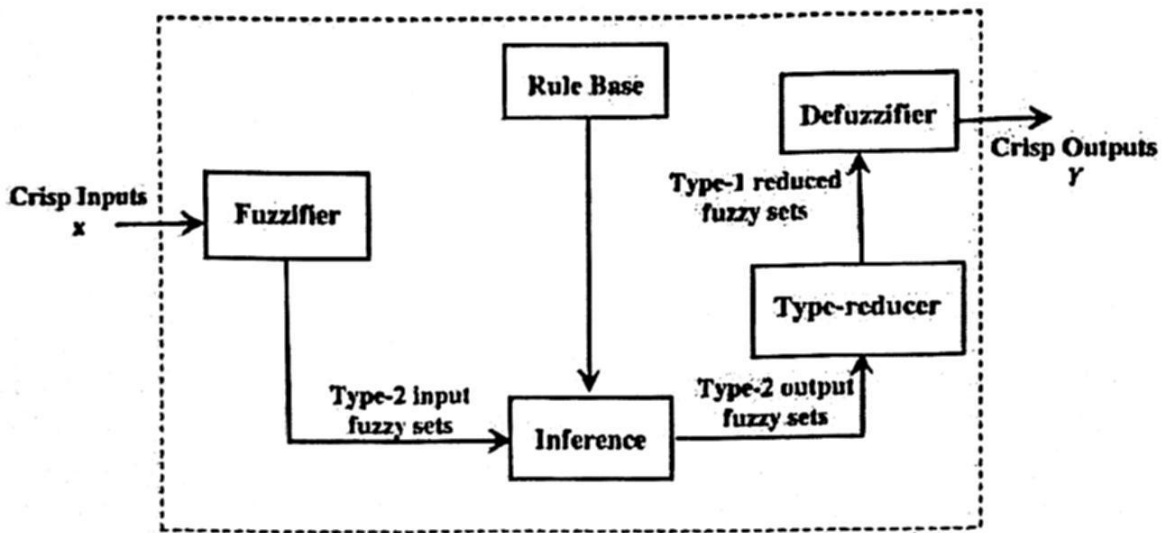 Rule Base
Defuzzifier
Crisp Outputs
Y
Type-1 reduced
fuzzy sets
Crisp Inputs
x
Fuzzifier
Type-reducer
Type-2 input
fuzzy sets
Inference
Type-2 output
fuzzy sets